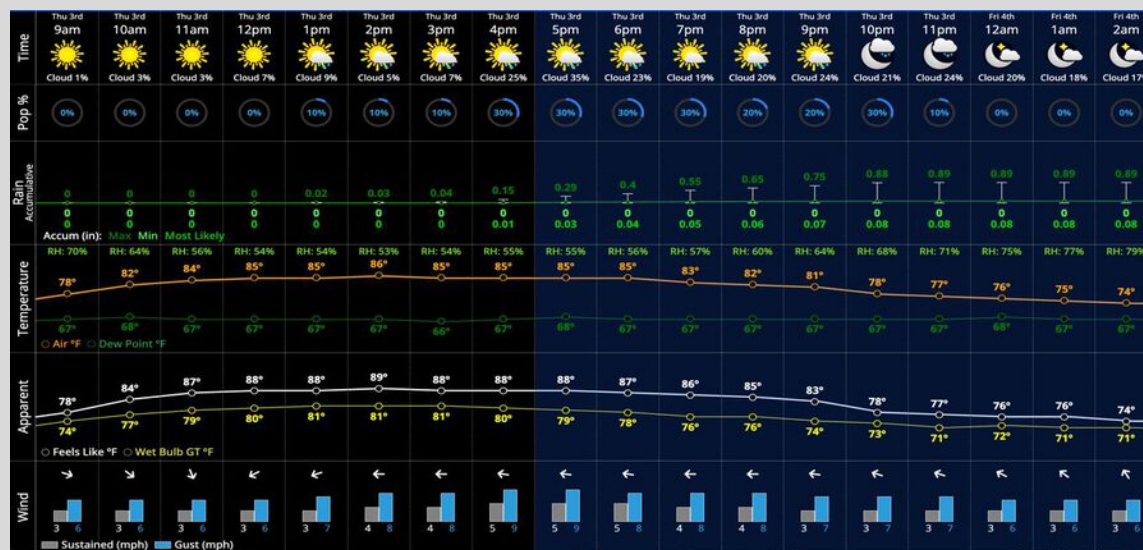 Thu 3rd Thu 3rd Thu 3rd Thu 3rd Thu 3rd Thu 3rd Thu 3rd Thu 3rd Thu 3rd Thu 3rd Thu 3rd Thu 3rd Thu 3rd Thu 3rd Thu 3rd Fri 4th Fri 4th Fri 4th
Time 9am 10am 11am 12pm 1pm 2pm 3pm 4pm 5pm 6pm 7pm 8pm 9pm 10pm 11pm 12am 1am 2am
Cloud 1% Cloud 3% Cloud 3% Cloud 7% Cloud 9% Cloud 5% Cloud 7% Cloud 25% Cloud 35% Cloud 23% Cloud 19% Cloud 20% Cloud 24% Cloud 21% Cloud 24% Cloud 20% Cloud 18% Cloud 17%
Pop % 0% 0% 0% 0% 10% 10% 10% 30% 30% 30% 30% 20% 20% 30% 10% 0% 0% 0%
Rain
Accumulative
0 0 0 0 0.02 0.03 0.04 0.15 0.29 0.4 0.55 0.65 0.75 0.88 0.89 0.89 0.89 0.89
0 0 0 0 0 0 0 0 0 0 0 0 0 0 0 0 0 0
0 0 0 0 0 0 0 0.01 0.03 0.04 0.05 0.06 0.07 0.08 0.08 0.08 0.08 0.08
Accum (in): Max Min Most Likely
RH: 70% RH: 64% RH: 56% RH: 54% RH: 54% RH: 53% RH: 54% RH: 55% RH: 55% RH: 56% RH: 57% RH: 60% RH: 64% RH: 68% RH: 71% RH: 75% RH: 77% RH: 79%
Temperature
78° 82° 84° 85° 85° 86° 85° 85° 85° 85° 83° 82° 81° 78° 77° 76° 75° 74°
67° 68° 67° 67° 67° 67° 66° 67° 68° 67° 67° 67° 67° 67° 67° 68° 67° 67°
Air °F Dew Point °F
Apparent
78° 84° 87° 88° 88° 89° 88° 88° 88° 87° 86° 85° 83° 78° 77° 76° 76° 74°
74° 77° 79° 80° 81° 81° 81° 80° 79° 78° 76° 76° 74° 73° 71° 72° 71° 71°
Feels Like °F Wet Bulb GT °F
Wind
3 6 3 6 3 6 3 6 3 7 4 8 4 8 5 9 5 9 5 8 4 8 4 8 3 7 3 7 3 7 3 6 3 6 3 6
Sustained (mph) Gust (mph)